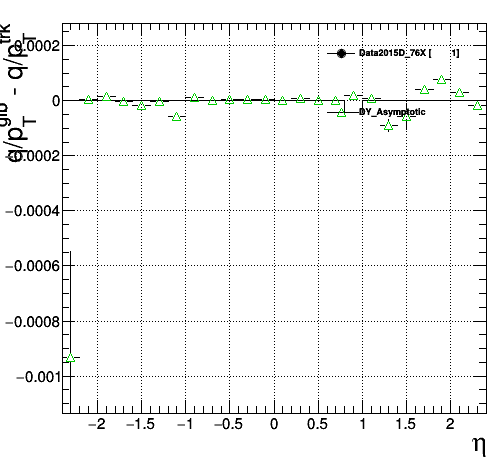 q/p_T^glb - q/p_T^trk
0.0002
0
−0.0002
−0.0004
−0.0006
−0.0008
−0.001
Data2015D_76X [ 1]
DY_Asymptotic
−2 −1.5 −1 −0.5 0 0.5 1 1.5 2
η